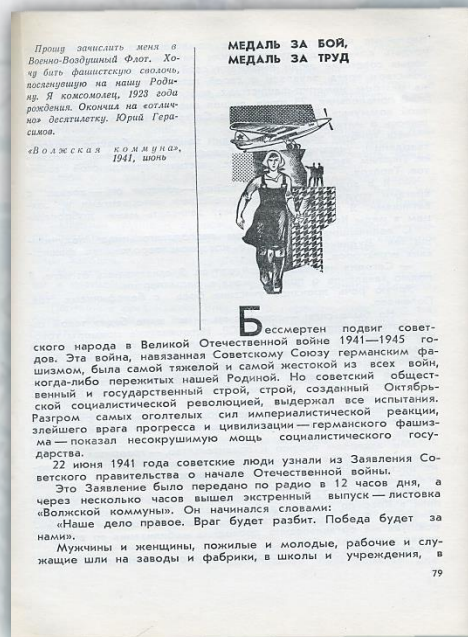 Прошу зачислить меня в
Военно-Воздушный Флот. Хо-
чу бить фашистскую сволочь,
посягнувшую на нашу Роди-
ну. Я комсомолец, 1923 года
рождения. Окончил на «отлич-
но» десятилетку. Юрий Гера-
симов.
«Волжская коммуна»,
1941, июнь
МЕДАЛЬ ЗА БОЙ,
МЕДАЛЬ ЗА ТРУД
Бессмертен подвиг совет-
ского народа в Великой Отечественной войне 1941—1945 го-
дов. Эта война, навязанная Советскому Союзу германским фа-
шизмом, была самой тяжелой и самой жестокой из всех войн,
когда-либо пережитых нашей Родиной. Но советский общест-
венный и государственный строй, строй, созданный Октябрь-
ской социалистической революцией, выдержал все испытания.
Разгром самых оголтелых сил империалистической реакции,
злейшего врага прогресса и цивилизации — германского фашиз-
ма — показал несокрушимую мощь социалистического госу-
дарства.
22 июня 1941 года советские люди узнали из Заявления Со-
ветского правительства о начале Отечественной войны.
Это Заявление было передано по радио в 12 часов дня, а
через несколько часов вышел экстренный выпуск — листовка
«Волжской коммуны». Он начинался словами:
«Наше дело правое. Враг будет разбит. Победа будет за
нами».
Мужчины и женщины, пожилые и молодые, рабочие и слу-
жащие шли на заводы и фабрики, в школы и учреждения, в
79